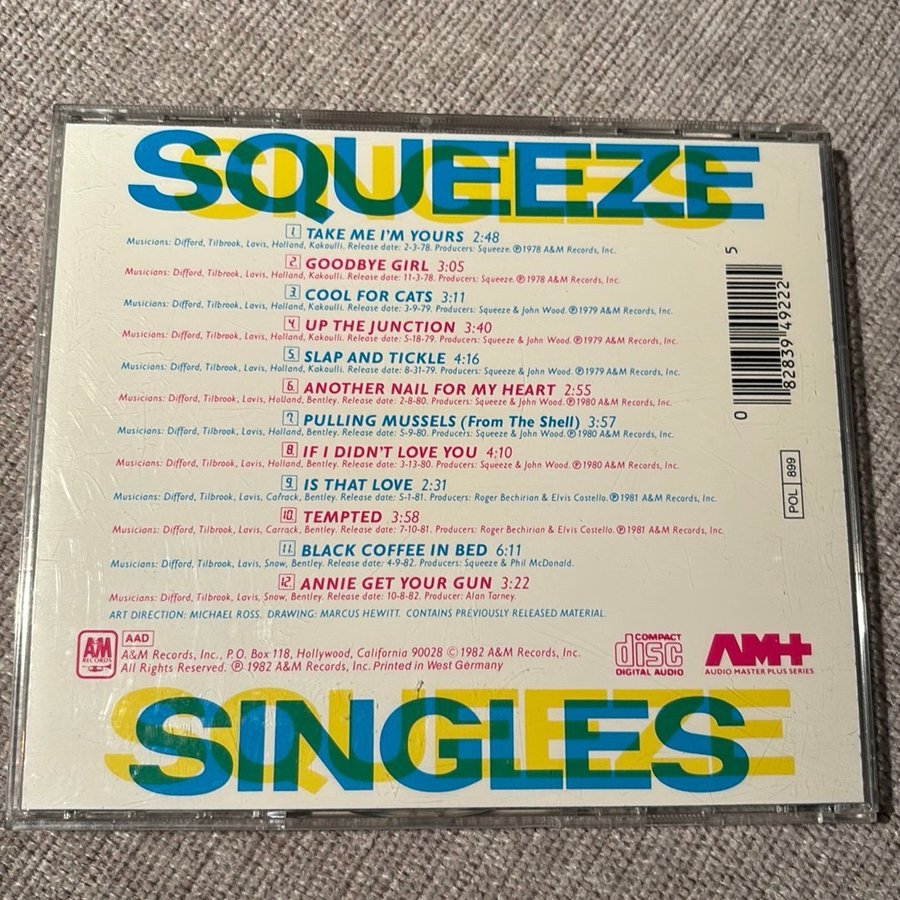 SQUEEZE
SINGLES
1. TAKE ME I'M YOURS 2:48
Musicians: Difford, Tilbrook, Lavis, Holland, Kakoulli. Release date: 2-3-78. Producers: Squeeze. ℗1978 A&M Records, Inc.
2. GOODBYE GIRL 3:05
Musicians: Difford, Tilbrook, Lavis, Holland, Kakoulli. Release date: 11-3-78. Producers: Squeeze. ℗1978 A&M Records, Inc.
3. COOL FOR CATS 3:11
Musicians: Difford, Tilbrook, Lavis, Holland, Kakoulli. Release date: 3-9-79. Producers: Squeeze & John Wood. ℗1979 A&M Records, Inc.
4. UP THE JUNCTION 3:40
Musicians: Difford, Tilbrook, Lavis, Holland, Kakoulli. Release date: 5-18-79. Producers: Squeeze & John Wood. ℗1979 A&M Records, Inc.
5. SLAP AND TICKLE 4:16
Musicians: Difford, Tilbrook, Lavis, Holland, Kakoulli. Release date: 8-31-79. Producers: Squeeze & John Wood. ℗1979 A&M Records, Inc.
6. ANOTHER NAIL FOR MY HEART 2:55
Musicians: Difford, Tilbrook, Lavis, Holland, Bentley. Release date: 2-8-80. Producers: Squeeze & John Wood. ℗1980 A&M Records, Inc.
7. PULLING MUSSELS (From The Shell) 3:57
Musicians: Difford, Tilbrook, Lavis, Holland, Bentley. Release date: 5-9-80. Producers: Squeeze & John Wood. ℗1980 A&M Records, Inc.
8. IF I DIDN'T LOVE YOU 4:10
Musicians: Difford, Tilbrook, Lavis, Holland, Bentley. Release date: 3-13-80. Producers: Squeeze & John Wood. ℗1980 A&M Records, Inc.
9. IS THAT LOVE 2:31
Musicians: Difford, Tilbrook, Lavis, Cafrack, Bentley. Release date: 5-1-81. Producers: Roger Bechirian & Elvis Costello. ℗1981 A&M Records, Inc.
10. TEMPTED 3:58
Musicians: Difford, Tilbrook, Lavis, Carrack, Bentley. Release date: 7-10-81. Producers: Roger Bechirian & Elvis Costello. ℗1981 A&M Records, Inc.
11. BLACK COFFEE IN BED 6:11
Musicians: Difford, Tilbrook, Lavis, Snow, Bentley. Release date: 4-9-82. Producers: Squeeze & Phil McDonald.
12. ANNIE GET YOUR GUN 3:22
Musicians: Difford, Tilbrook, Lavis, Snow, Bentley. Release date: 10-8-82. Producer: Alan Tarney.
ART DIRECTION: MICHAEL ROSS. DRAWING: MARCUS HEWITT. CONTAINS PREVIOUSLY RELEASED MATERIAL.
0 82839 49222 5
POL 899
A&M RECORDS
AAD
A&M Records, Inc., P.O. Box 118, Hollywood, California 90028 © 1982 A&M Records, Inc.
All Rights Reserved. ℗ 1982 A&M Records, Inc. Printed in West Germany
COMPACT
disc
DIGITAL AUDIO
AM+
AUDIO MASTER PLUS SERIES
SQUEEZE
SINGLES